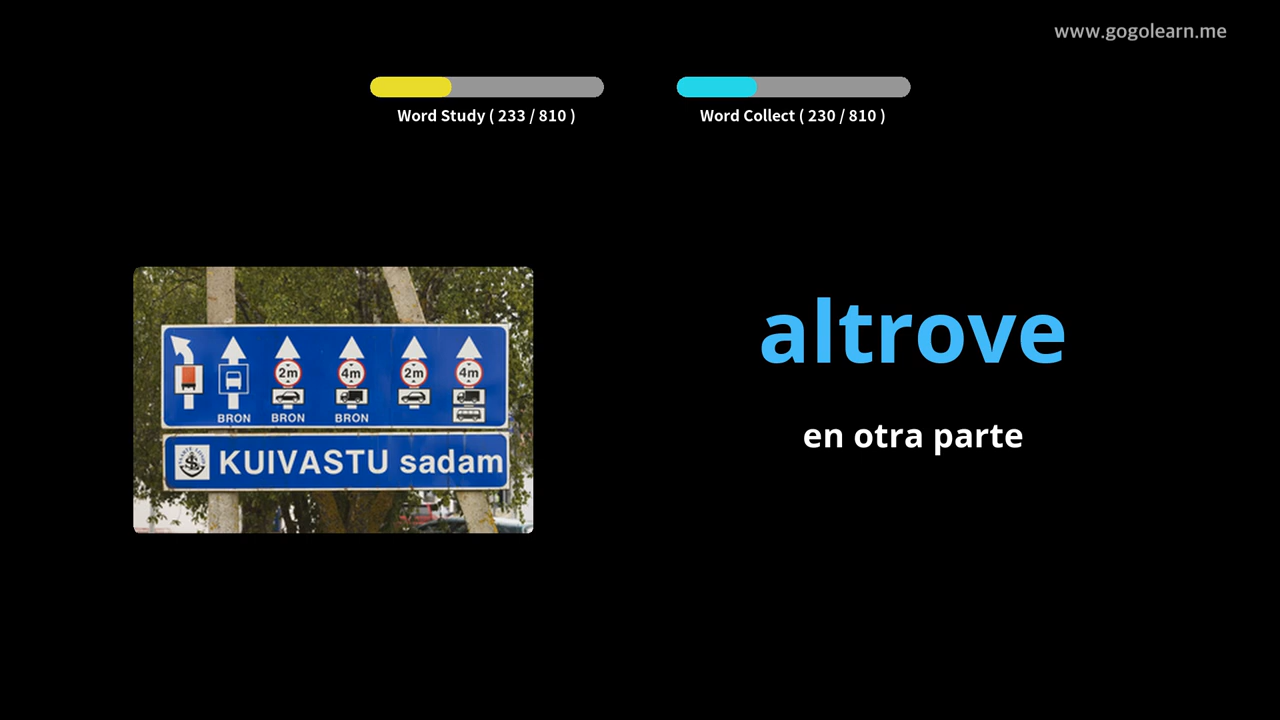 www.gogolearn.me
Word Study ( 233 / 810 )
Word Collect ( 230 / 810 )
2m 4m 2m 4m
BRON BRON BRON
KUIVASTU sadam
altrove
en otra parte